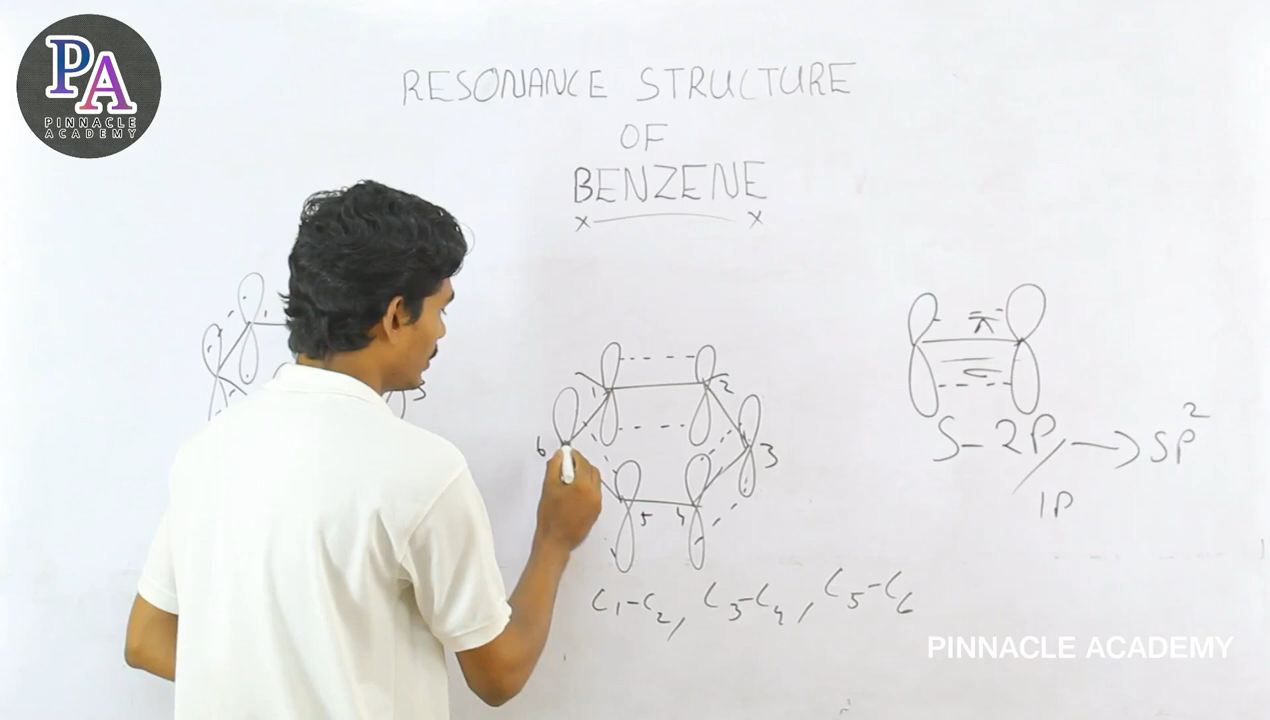 PA
PINNACLE
ACADEMY
RESONANCE STRUCTURE
OF
BENZENE
x x
3
1 2
6 3
5 4
π
S-2P/ → SP²
1P
C₁-C₂, C₃-C₄, C₅-C₆
PINNACLE ACADEMY